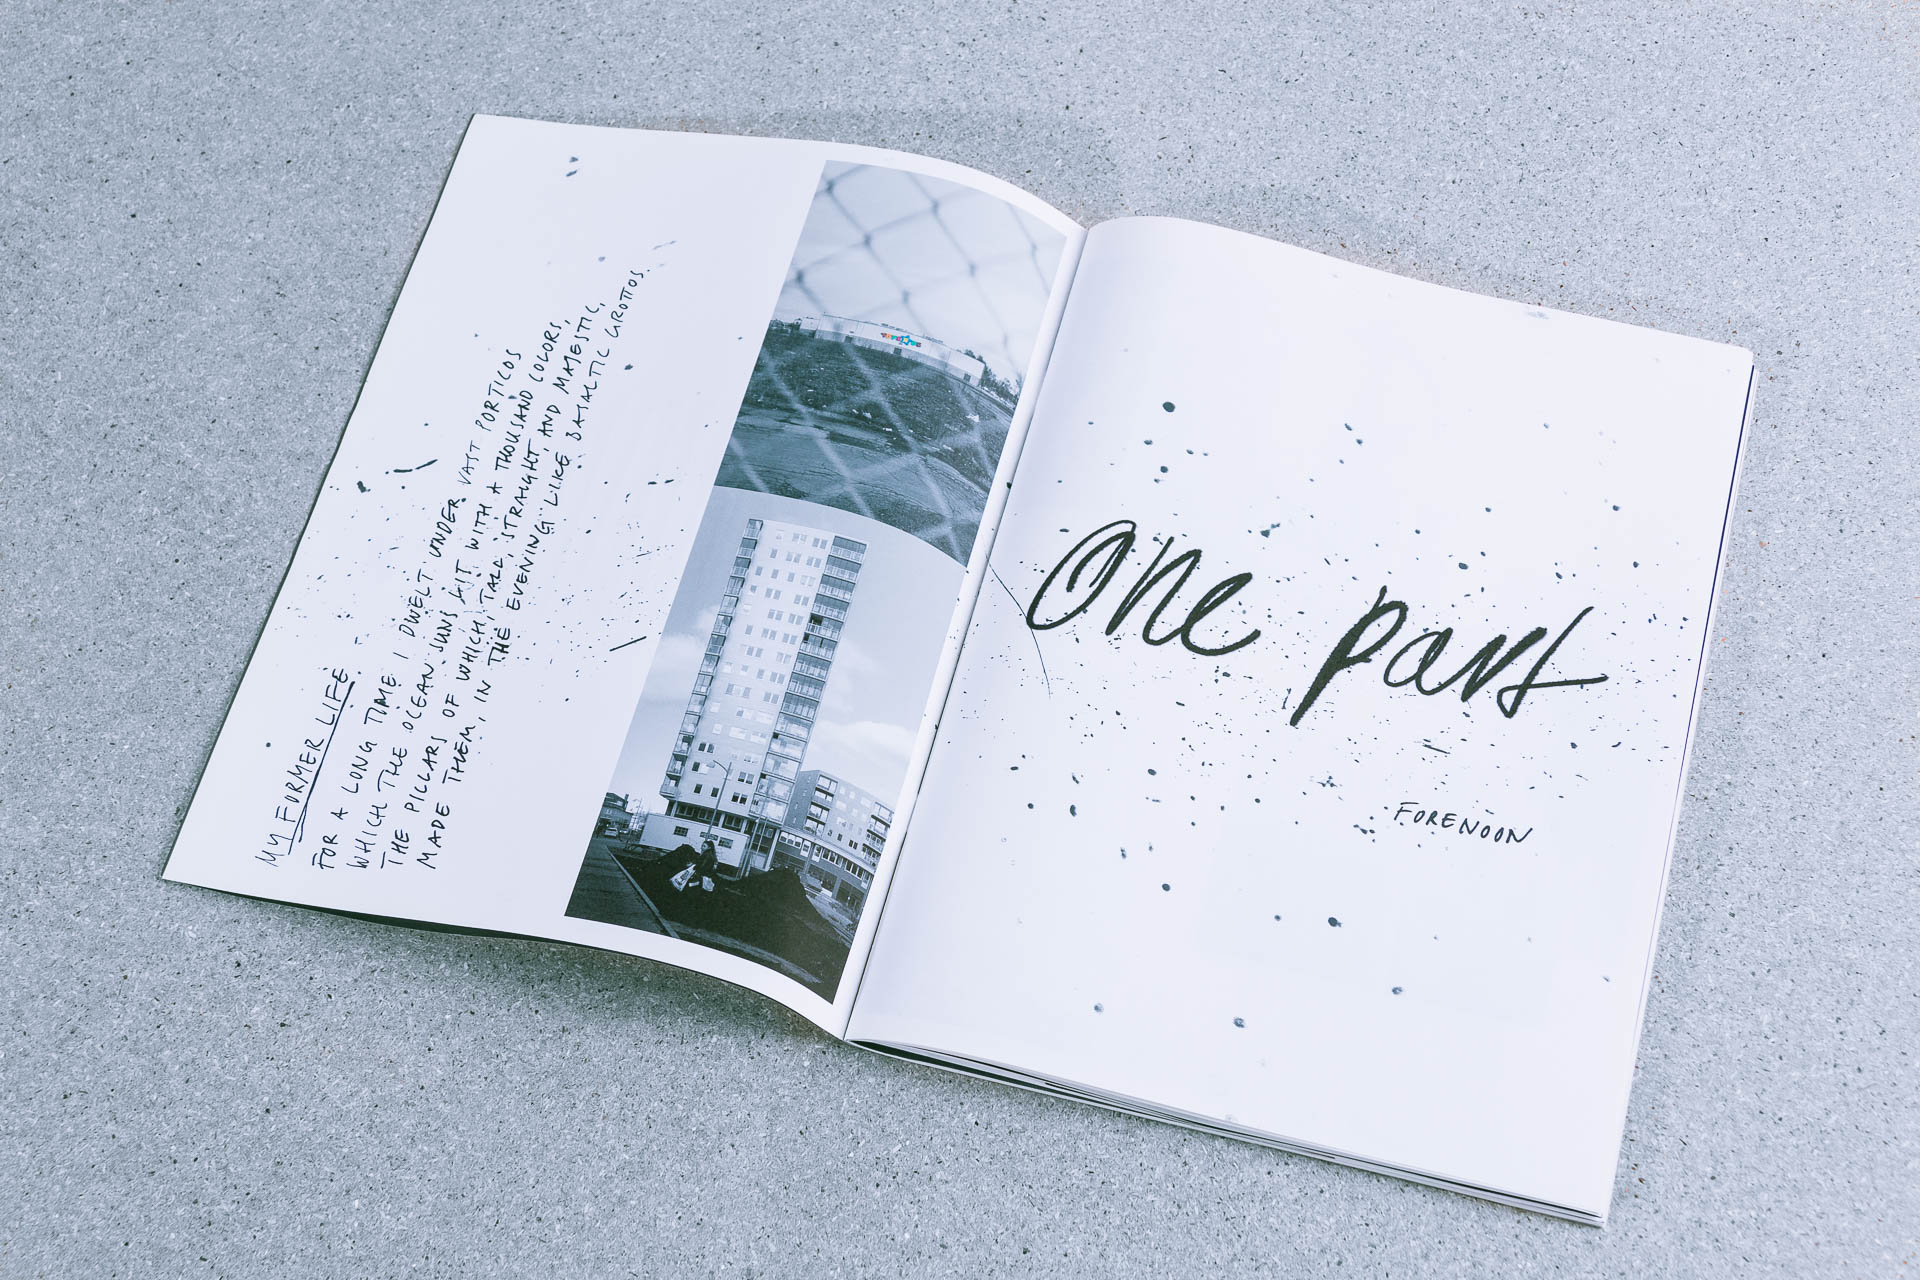 MY FORMER LIFE
FOR A LONG TIME I DWELT UNDER VAST PORTICOS
WHICH THE OCEAN SUNS LIT WITH A THOUSAND COLORS,
THE PILLARS OF WHICH, TALL, STRAIGHT, AND MAJESTIC,
MADE THEM, IN THE EVENING LIKE BASALTIC GROTTOS.
One part
FORENOON